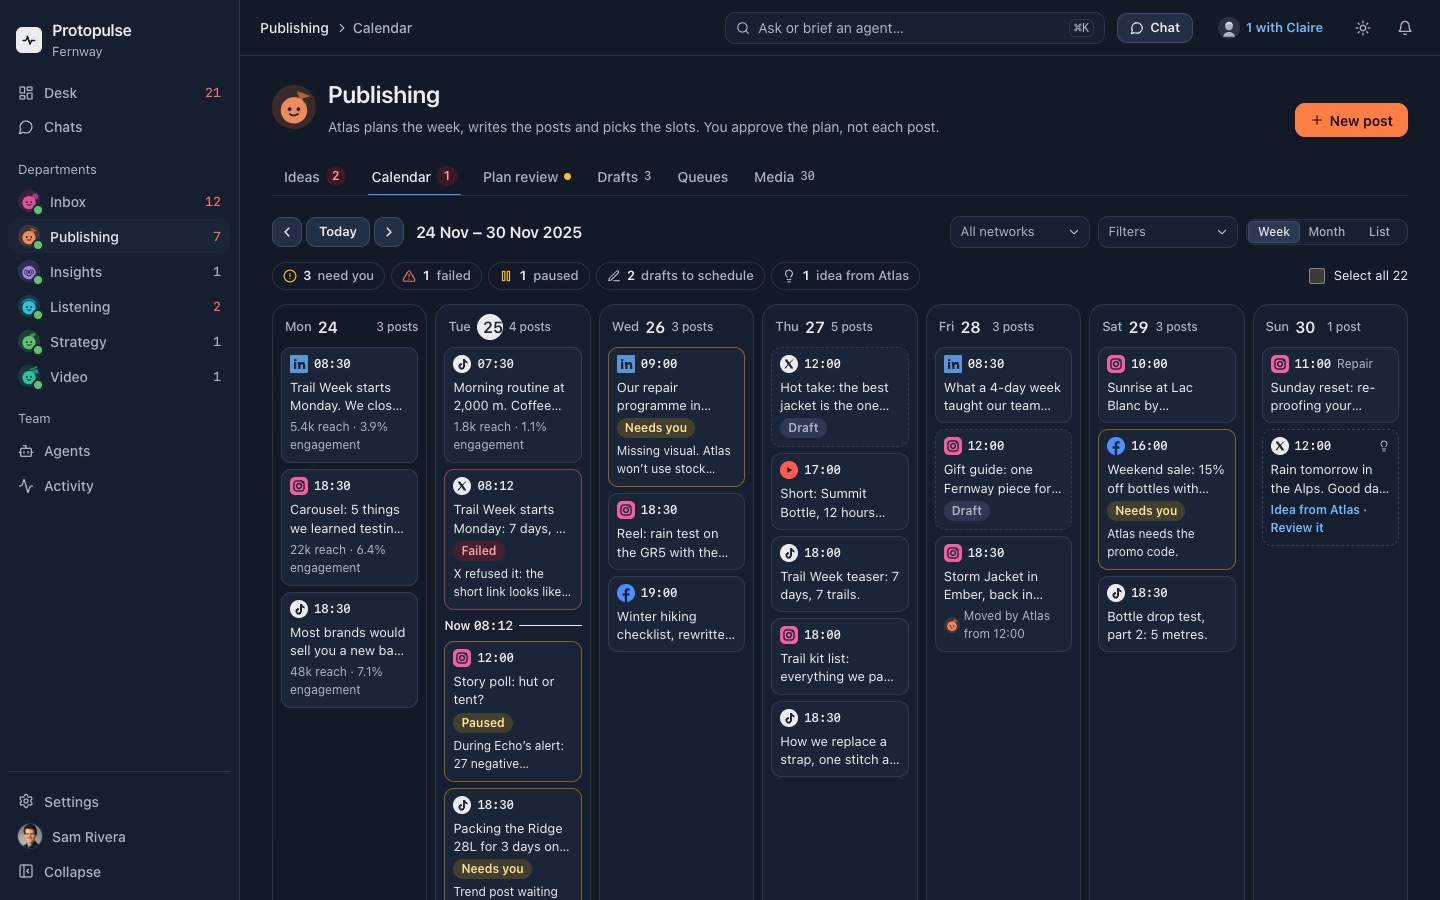 Protopulse
Fernway
Desk 21
Chats
Departments
Inbox 12
Publishing 7
Insights 1
Listening 2
Strategy 1
Video 1
Team
Agents
Activity
Settings
Sam Rivera
Collapse
Publishing > Calendar
Ask or brief an agent... ⌘K
Chat
1 with Claire
Publishing
Atlas plans the week, writes the posts and picks the slots. You approve the plan, not each post.
+ New post
Ideas 2
Calendar 1
Plan review
Drafts 3
Queues
Media 30
Today
24 Nov – 30 Nov 2025
All networks
Filters
Week
Month
List
3 need you
1 failed
1 paused
2 drafts to schedule
1 idea from Atlas
Select all 22
Mon 24 3 posts
08:30
Trail Week starts
Monday. We clos...
5.4k reach · 3.9%
engagement
18:30
Carousel: 5 things
we learned testin...
22k reach · 6.4%
engagement
18:30
Most brands would
sell you a new ba...
48k reach · 7.1%
engagement
Tue 25 4 posts
07:30
Morning routine at
2,000 m. Coffee...
1.8k reach · 1.1%
engagement
08:12
Trail Week starts
Monday: 7 days, ...
Failed
X refused it: the
short link looks like...
Now 08:12
12:00
Story poll: hut or
tent?
Paused
During Echo's alert:
27 negative...
18:30
Packing the Ridge
28L for 3 days on...
Needs you
Trend post waiting
Wed 26 3 posts
09:00
Our repair
programme in...
Needs you
Missing visual. Atlas
won't use stock...
18:30
Reel: rain test on
the GR5 with the...
19:00
Winter hiking
checklist, rewritte...
Thu 27 5 posts
12:00
Hot take: the best
jacket is the one...
Draft
17:00
Short: Summit
Bottle, 12 hours...
18:00
Trail Week teaser: 7
days, 7 trails.
18:00
Trail kit list:
everything we pa...
18:30
How we replace a
strap, one stitch a...
Fri 28 3 posts
08:30
What a 4-day week
taught our team...
12:00
Gift guide: one
Fernway piece for...
Draft
18:30
Storm Jacket in
Ember, back in...
Moved by Atlas
from 12:00
Sat 29 3 posts
10:00
Sunrise at Lac
Blanc by...
16:00
Weekend sale: 15%
off bottles with...
Needs you
Atlas needs the
promo code.
18:30
Bottle drop test,
part 2: 5 metres.
Sun 30 1 post
11:00 Repair
Sunday reset: re-
proofing your...
12:00
Rain tomorrow in
the Alps. Good da...
Idea from Atlas ·
Review it